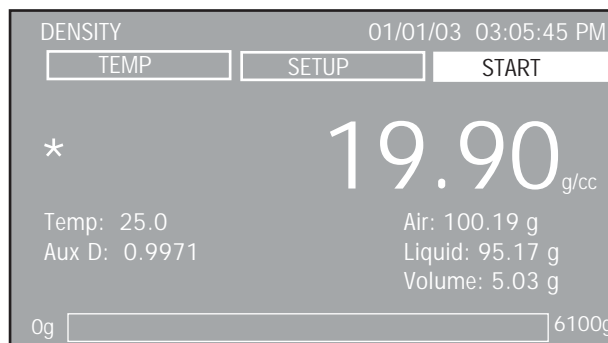 DENSITY 01/01/03 03:05:45 PM
TEMP SETUP START
* 19.90 g/cc
Temp: 25.0 Air: 100.19 g
Aux D: 0.9971 Liquid: 95.17 g
Volume: 5.03 g
0g 6100g